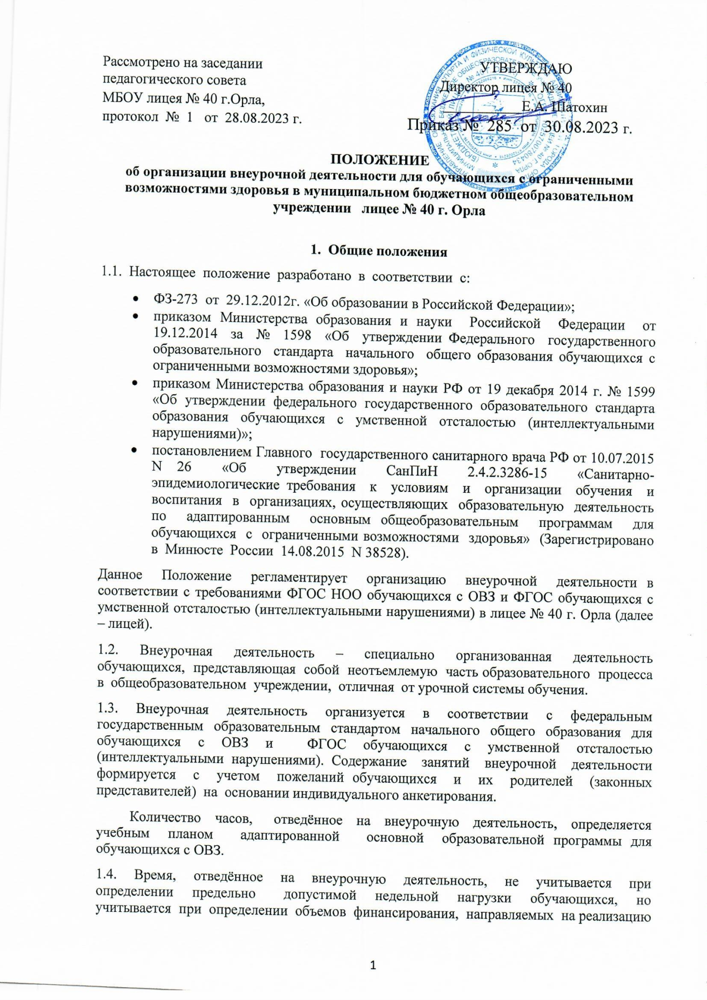 Рассмотрено на заседании
педагогического совета
МБОУ лицея № 40 г.Орла,
протокол № 1 от 28.08.2023 г.
УТВЕРЖДАЮ
Директор лицея № 40
Е.А. Шатохин
Приказ № 285 от 30.08.2023 г.
ПОЛОЖЕНИЕ
об организации внеурочной деятельности для обучающихся с ограниченными
возможностями здоровья в муниципальном бюджетном общеобразовательном
учреждении лицее № 40 г. Орла
1. Общие положения
1.1. Настоящее положение разработано в соответствии с:
• ФЗ-273 от 29.12.2012г. «Об образовании в Российской Федерации»;
• приказом Министерства образования и науки Российской Федерации от
19.12.2014 за № 1598 «Об утверждении Федерального государственного
образовательного стандарта начального общего образования обучающихся с
ограниченными возможностями здоровья»;
• приказом Министерства образования и науки РФ от 19 декабря 2014 г. № 1599
«Об утверждении федерального государственного образовательного стандарта
образования обучающихся с умственной отсталостью (интеллектуальными
нарушениями)»;
• постановлением Главного государственного санитарного врача РФ от 10.07.2015
N 26 «Об утверждении СанПиН 2.4.2.3286-15 «Санитарно-
эпидемиологические требования к условиям и организации обучения и
воспитания в организациях, осуществляющих образовательную деятельность
по адаптированным основным общеобразовательным программам для
обучающихся с ограниченными возможностями здоровья» (Зарегистрировано
в Минюсте России 14.08.2015 N 38528).
Данное Положение регламентирует организацию внеурочной деятельности в
соответствии с требованиями ФГОС НОО обучающихся с ОВЗ и ФГОС обучающихся с
умственной отсталостью (интеллектуальными нарушениями) в лицее № 40 г. Орла (далее
– лицей).
1.2. Внеурочная деятельность – специально организованная деятельность
обучающихся, представляющая собой неотъемлемую часть образовательного процесса
в общеобразовательном учреждении, отличная от урочной системы обучения.
1.3. Внеурочная деятельность организуется в соответствии с федеральным
государственным образовательным стандартом начального общего образования для
обучающихся с ОВЗ и ФГОС обучающихся с умственной отсталостью
(интеллектуальными нарушениями). Содержание занятий внеурочной деятельности
формируется с учетом пожеланий обучающихся и их родителей (законных
представителей) на основании индивидуального анкетирования.
Количество часов, отведённое на внеурочную деятельность, определяется
учебным планом адаптированной основной образовательной программы для
обучающихся с ОВЗ.
1.4. Время, отведённое на внеурочную деятельность, не учитывается при
определении предельно допустимой недельной нагрузки обучающихся, но
учитывается при определении объемов финансирования, направляемых на реализацию
1